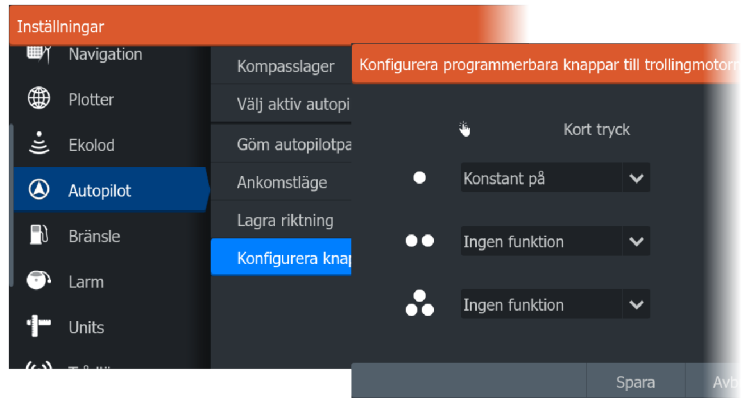 Inställningar
Navigation
Plotter
Ekolod
Autopilot
Bränsle
Larm
Units
Kompasslager
Välj aktiv autopi
Göm autopilotpa
Ankomstläge
Lagra riktning
Konfigurera knap
Konfigurera programmerbara knappar till trollingmotorn
Kort tryck
Konstant på
Ingen funktion
Ingen funktion
Spara
Avb